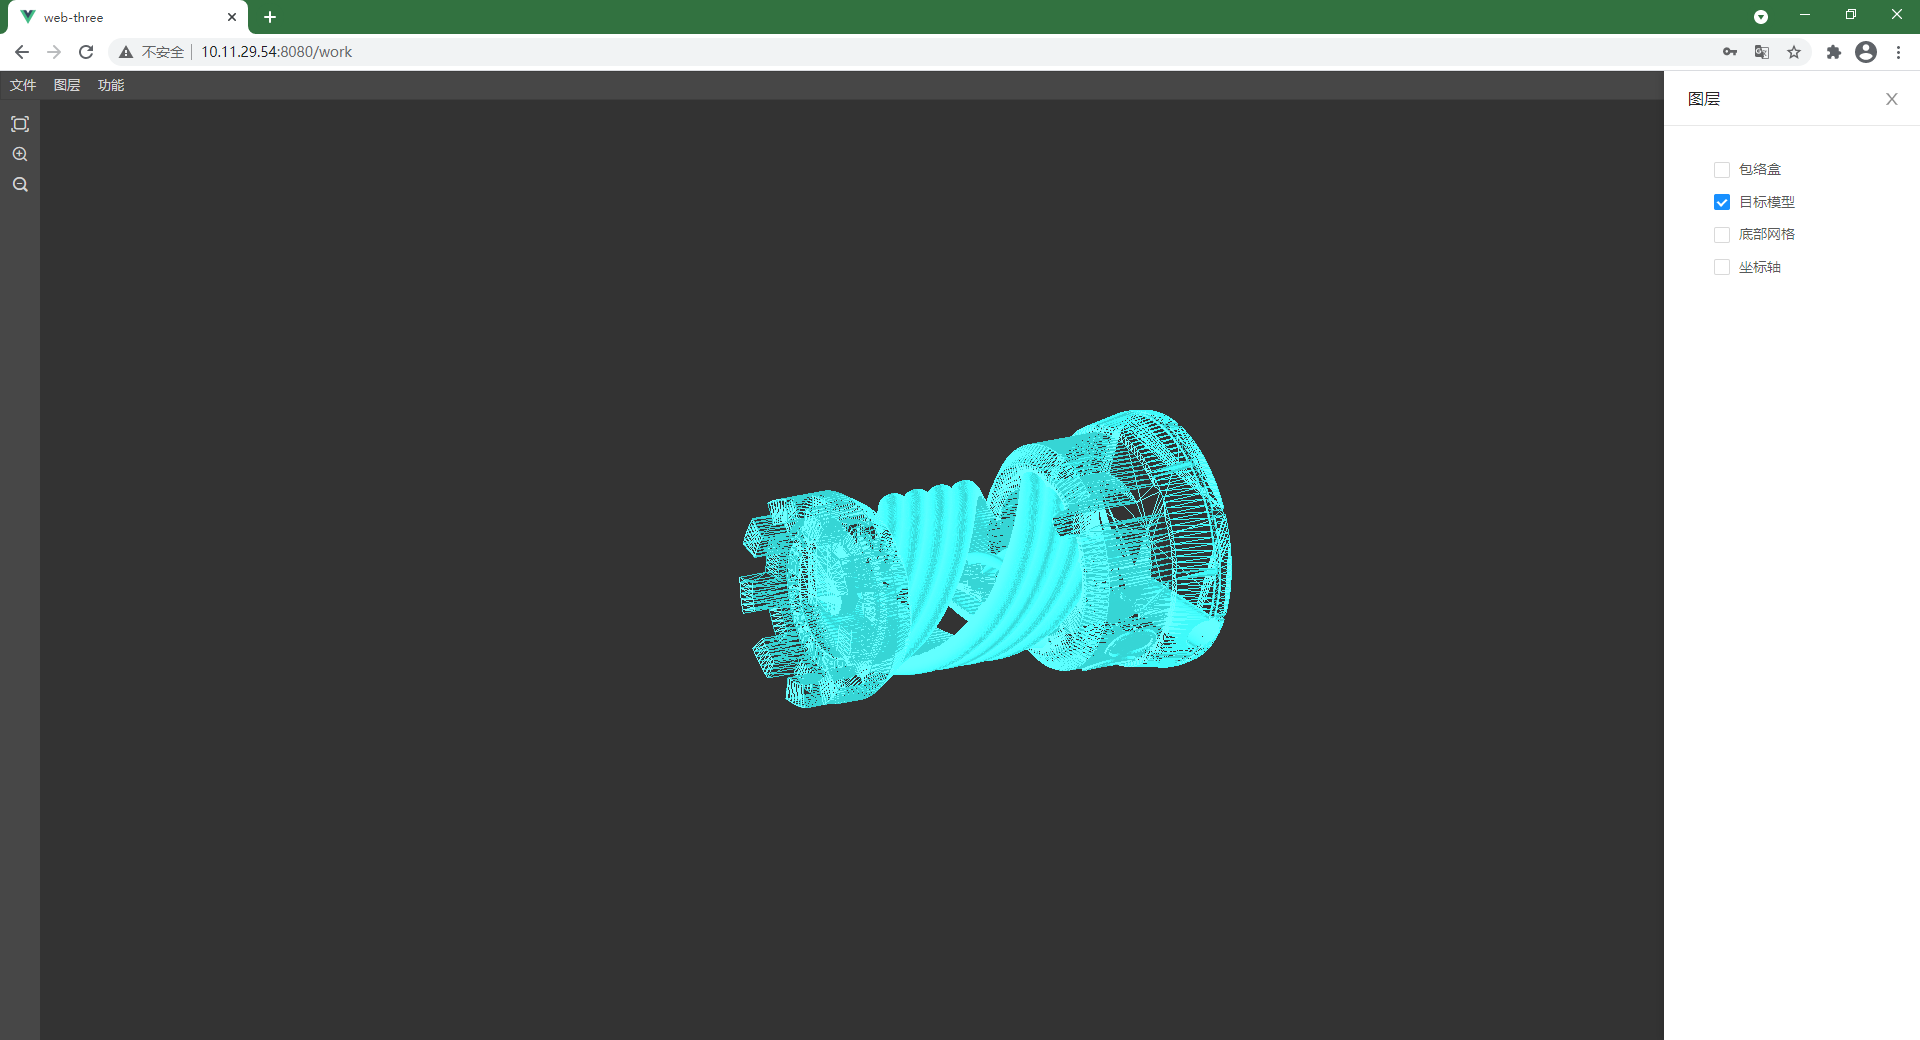 web-three
不安全 10.11.29.54:8080/work
文件 图层 功能
图层
包络盒
目标模型
底部网格
坐标轴